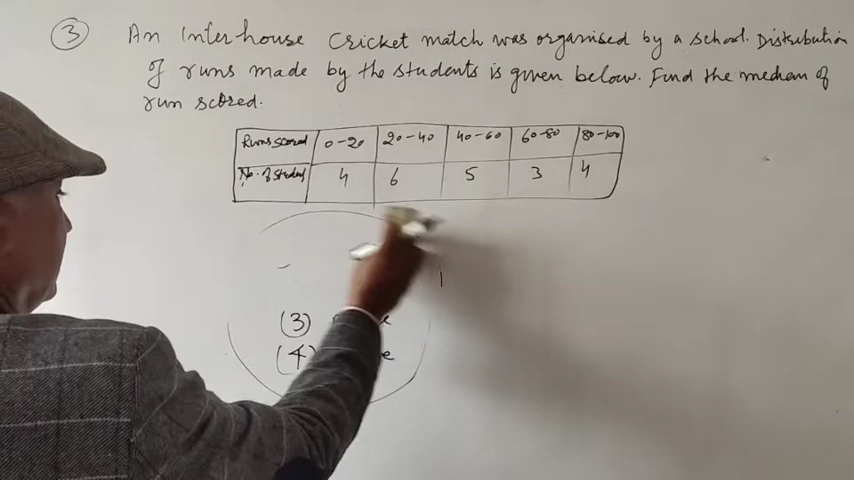 3 An Inter house cricket match was organised by a school. Distribution
of runs made by the students is given below. Find the median of
run scored.
Runs scored 0-20 20-40 40-60 60-80 80-100
No. of Student 4 6 5 3 4
(3)
(4)